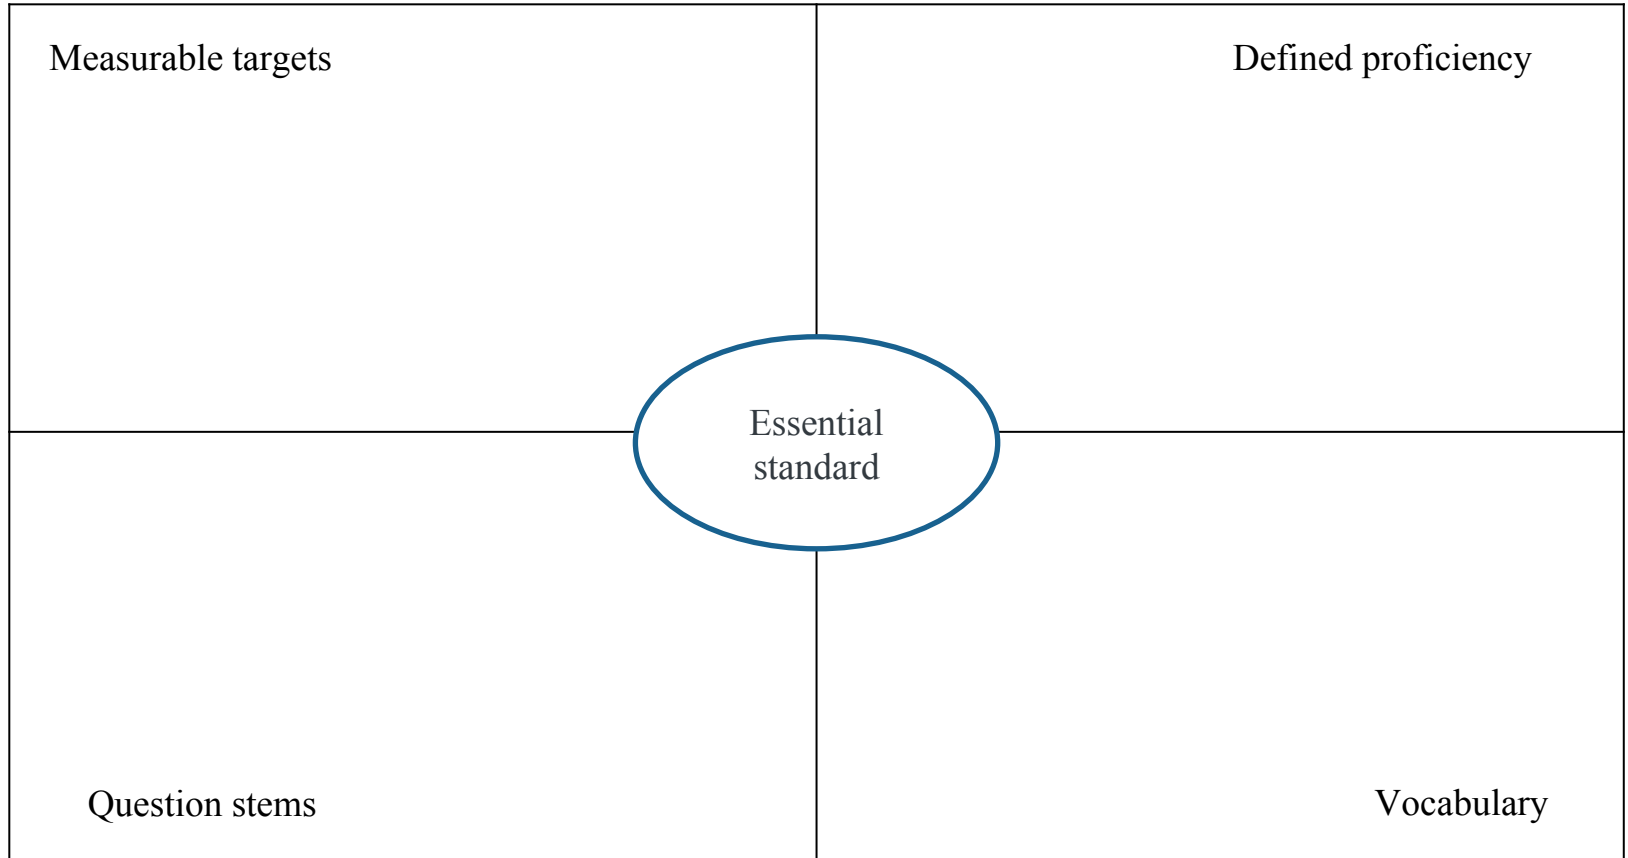 Measurable targets
Defined proficiency
Essential
standard
Question stems
Vocabulary